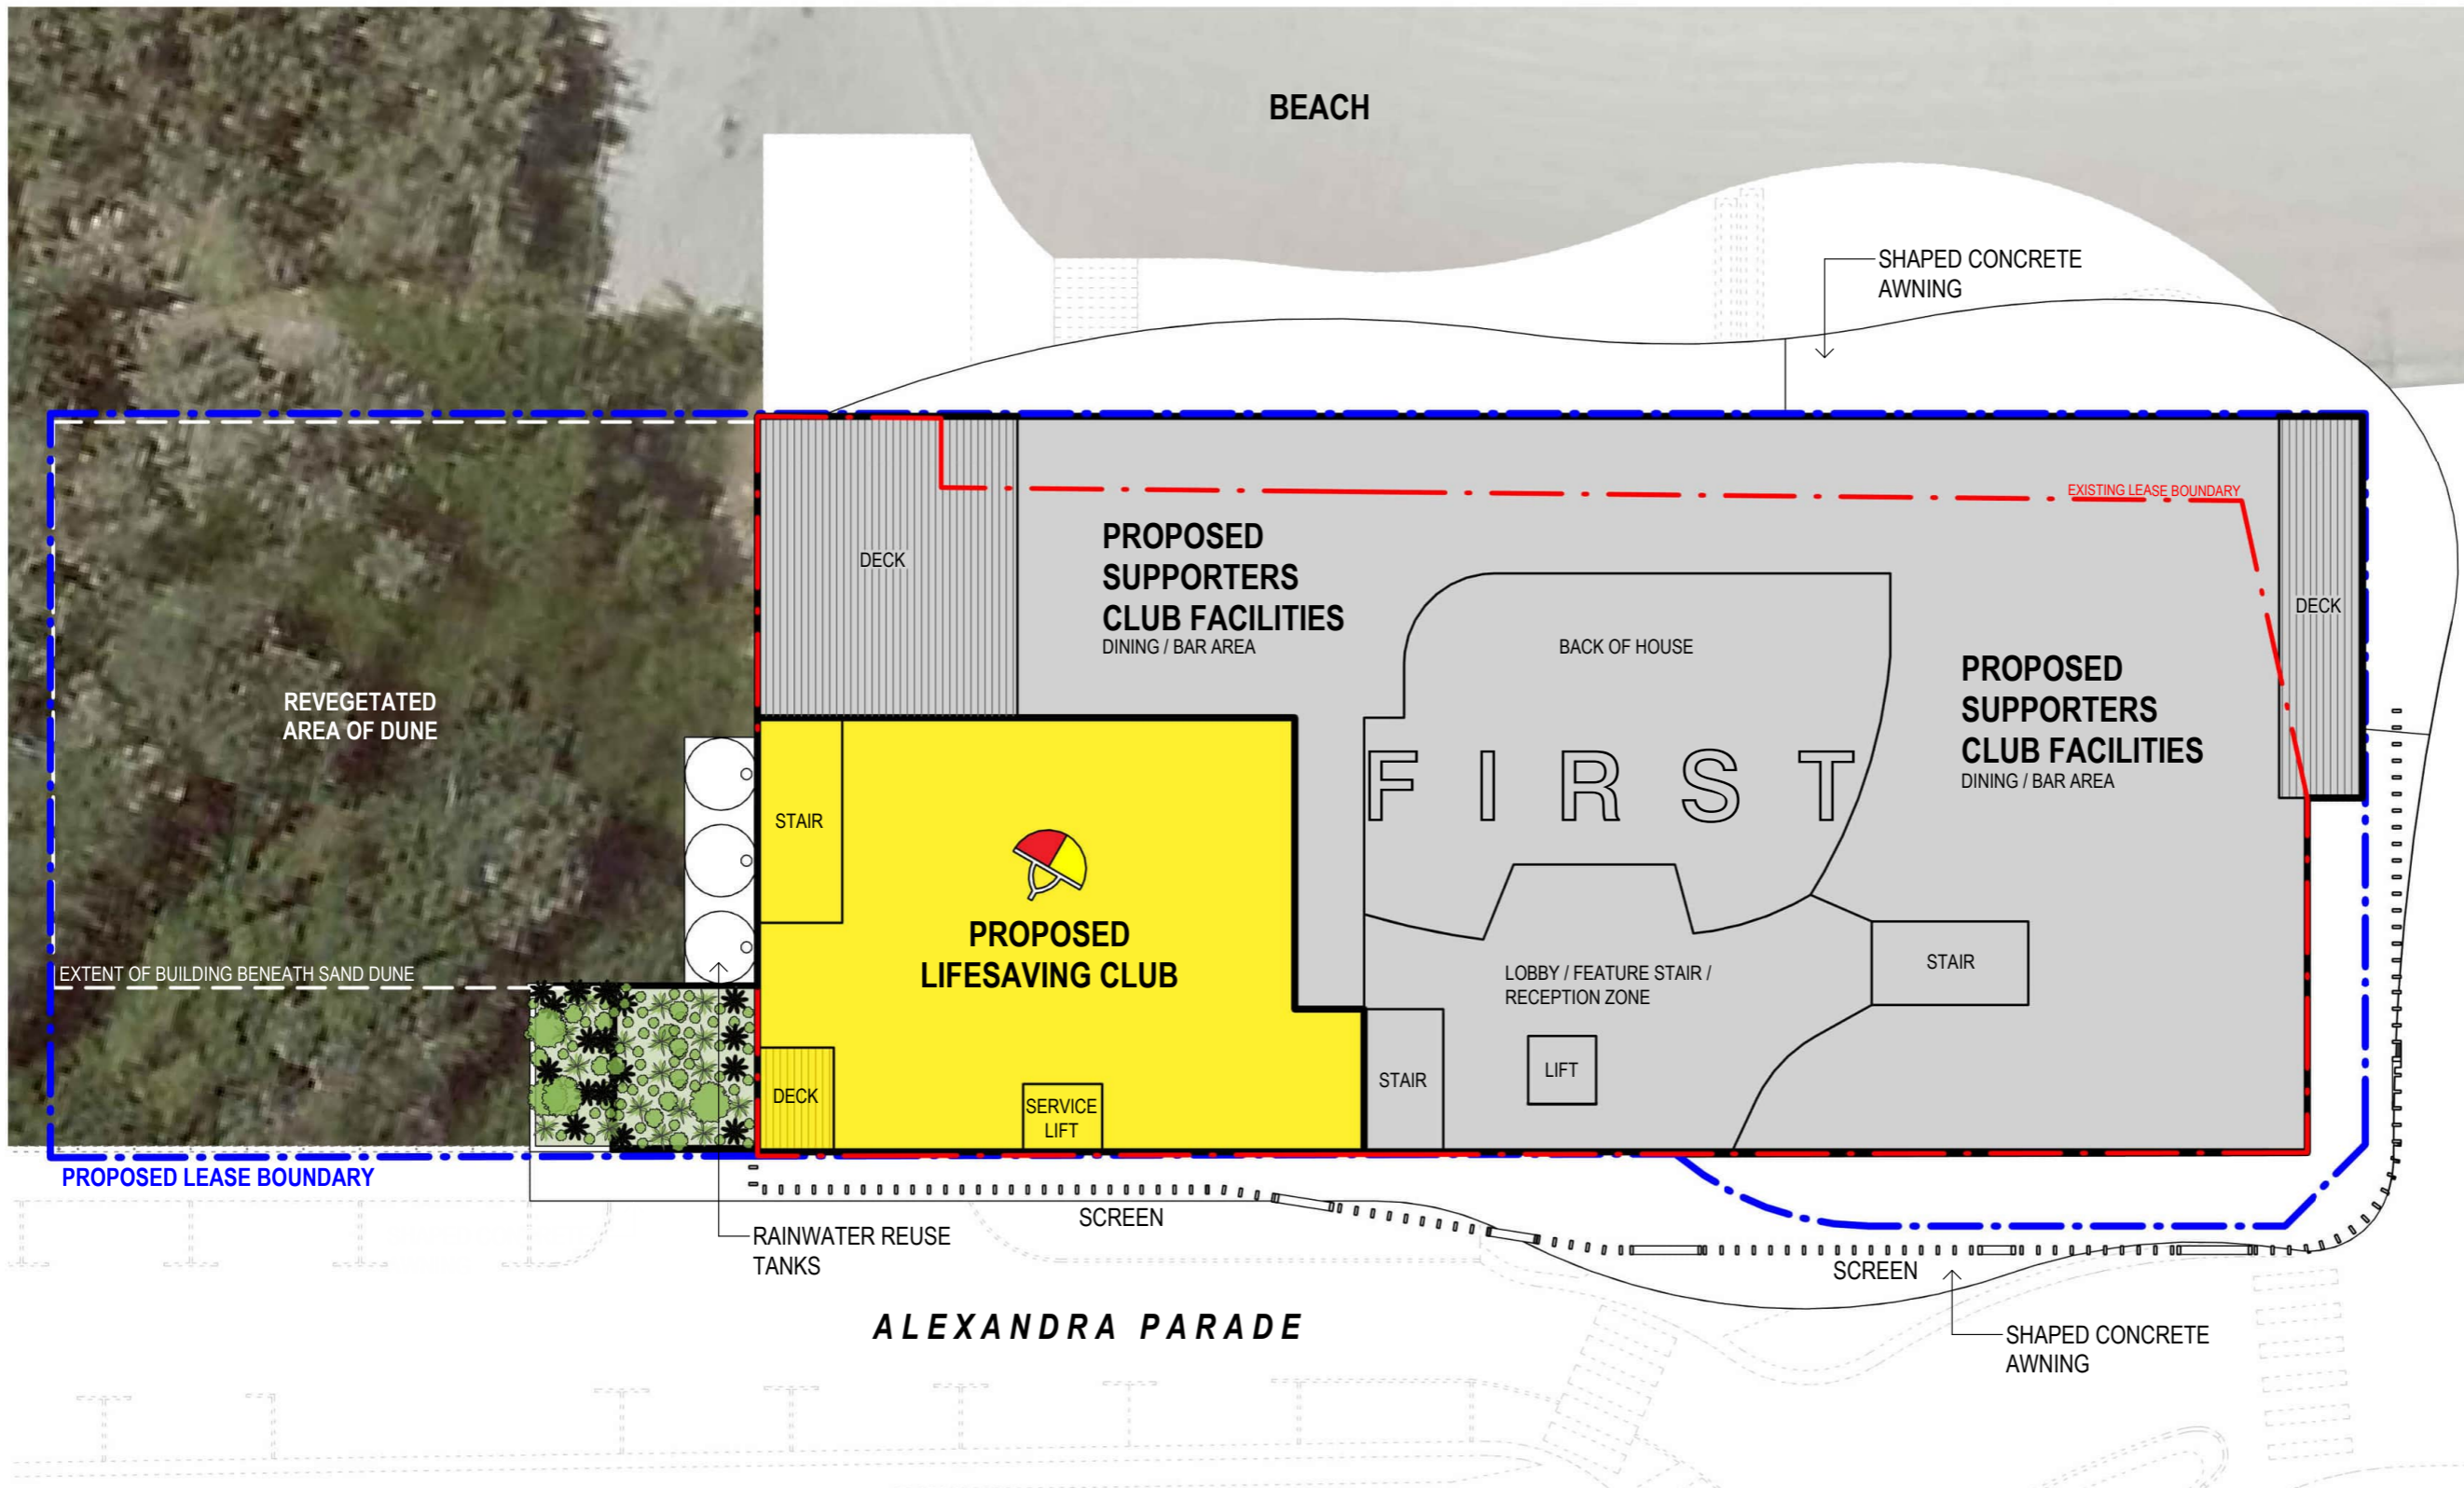 BEACH
SHAPED CONCRETE
AWNING
EXISTING LEASE BOUNDARY
PROPOSED
SUPPORTERS
CLUB FACILITIES
DINING / BAR AREA
DECK
DECK
BACK OF HOUSE
PROPOSED
SUPPORTERS
CLUB FACILITIES
DINING / BAR AREA
REVEGETATED
AREA OF DUNE
FIRST
STAIR
PROPOSED
LIFESAVING CLUB
EXTENT OF BUILDING BENEATH SAND DUNE
LOBBY / FEATURE STAIR /
RECEPTION ZONE
STAIR
LIFT
STAIR
DECK
SERVICE
LIFT
PROPOSED LEASE BOUNDARY
SCREEN
RAINWATER REUSE
TANKS
SCREEN
ALEXANDRA PARADE
SHAPED CONCRETE
AWNING